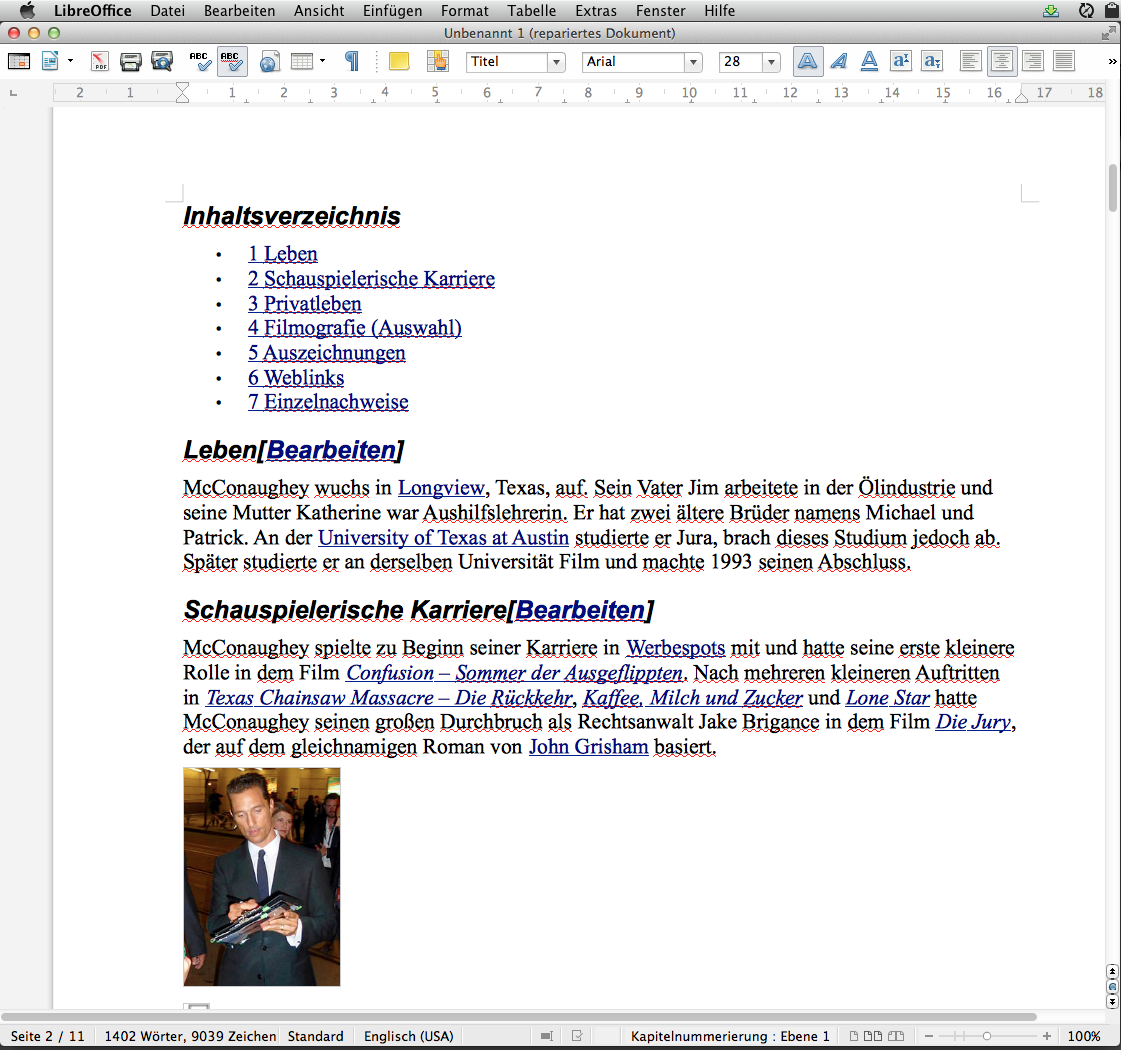 LibreOffice Datei Bearbeiten Ansicht Einfügen Format Tabelle Extras Fenster Hilfe
Unbenannt 1 (repariertes Dokument)
PDF ABC ABC Titel Arial 28 A A A a a »
2 1 1 2 3 4 5 6 7 8 9 10 11 12 13 14 15 16 17 18
Inhaltsverzeichnis
• 1 Leben
• 2 Schauspielerische Karriere
• 3 Privatleben
• 4 Filmografie (Auswahl)
• 5 Auszeichnungen
• 6 Weblinks
• 7 Einzelnachweise
Leben[Bearbeiten]
McConaughey wuchs in Longview, Texas, auf. Sein Vater Jim arbeitete in der Ölindustrie und
seine Mutter Katherine war Aushilfslehrerin. Er hat zwei ältere Brüder namens Michael und
Patrick. An der University of Texas at Austin studierte er Jura, brach dieses Studium jedoch ab.
Später studierte er an derselben Universität Film und machte 1993 seinen Abschluss.
Schauspielerische Karriere[Bearbeiten]
McConaughey spielte zu Beginn seiner Karriere in Werbespots mit und hatte seine erste kleinere
Rolle in dem Film Confusion – Sommer der Ausgeflippten. Nach mehreren kleineren Auftritten
in Texas Chainsaw Massacre – Die Rückkehr, Kaffee, Milch und Zucker und Lone Star hatte
McConaughey seinen großen Durchbruch als Rechtsanwalt Jake Brigance in dem Film Die Jury,
der auf dem gleichnamigen Roman von John Grisham basiert.
Seite 2 / 11 1402 Wörter, 9039 Zeichen Standard Englisch (USA) Kapitelnummerierung : Ebene 1 100%